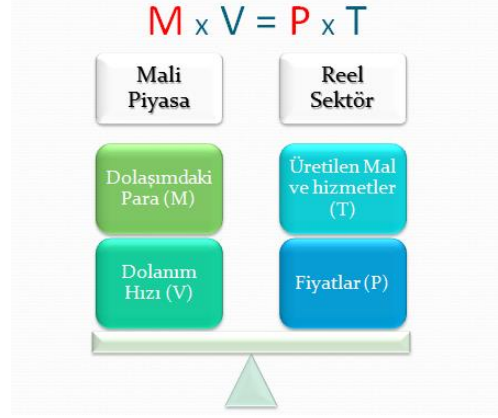 M x V = P x T
Mali
Piyasa
Reel
Sektör
Dolaşımdaki
Para (M)
Üretilen Mal
ve hizmetler
(T)
Dolanım
Hızı (V)
Fiyatlar (P)